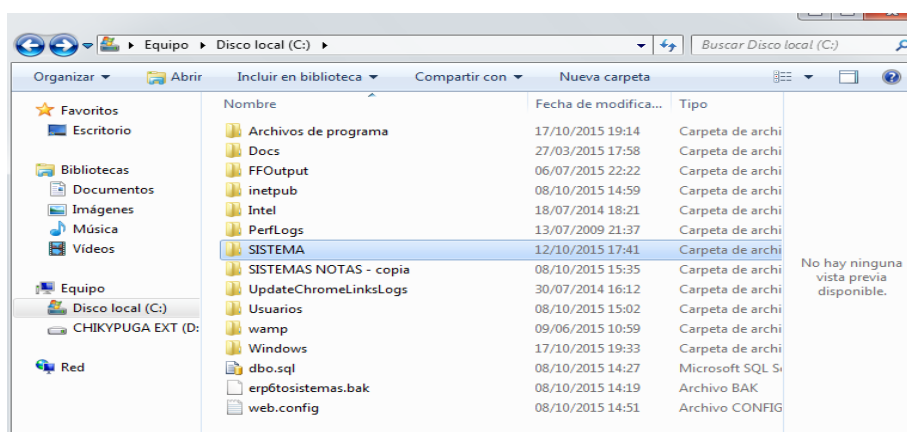 Equipo Disco local (C:) Buscar Disco local (C:)
Organizar Abrir Incluir en biblioteca Compartir con Nueva carpeta
Favoritos
Escritorio
Bibliotecas
Documentos
Imágenes
Música
Vídeos
Equipo
Disco local (C:)
CHIKYPUGA EXT (D:
Red
Nombre Fecha de modifica... Tipo
Archivos de programa 17/10/2015 19:14 Carpeta de archi
Docs 27/03/2015 17:58 Carpeta de archi
FFOutput 06/07/2015 22:22 Carpeta de archi
inetpub 08/10/2015 14:59 Carpeta de archi
Intel 18/07/2014 18:21 Carpeta de archi
PerfLogs 13/07/2009 21:37 Carpeta de archi
SISTEMA 12/10/2015 17:41 Carpeta de archi
SISTEMAS NOTAS - copia 08/10/2015 15:35 Carpeta de archi
UpdateChromeLinksLogs 30/07/2014 16:12 Carpeta de archi
Usuarios 08/10/2015 15:02 Carpeta de archi
wamp 09/06/2015 10:59 Carpeta de archi
Windows 17/10/2015 19:33 Carpeta de archi
dbo.sql 08/10/2015 14:27 Microsoft SQL S
erp6tosistemas.bak 08/10/2015 14:19 Archivo BAK
web.config 08/10/2015 14:51 Archivo CONFIG
No hay ninguna
vista previa
disponible.